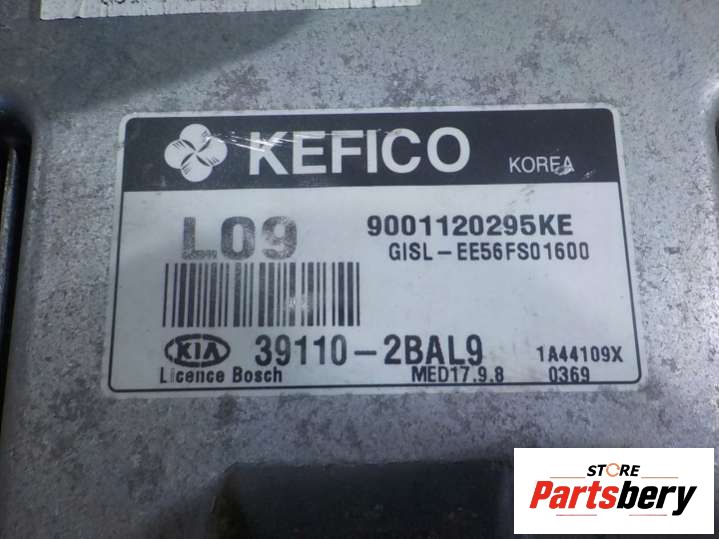 KEFICO KOREA
L09 9001120295KE
GISL-EE56FS01600
KIA 39110-2BAL9 1A44109X
Licence Bosch MED17.9.8 0369
STORE
Partsbery